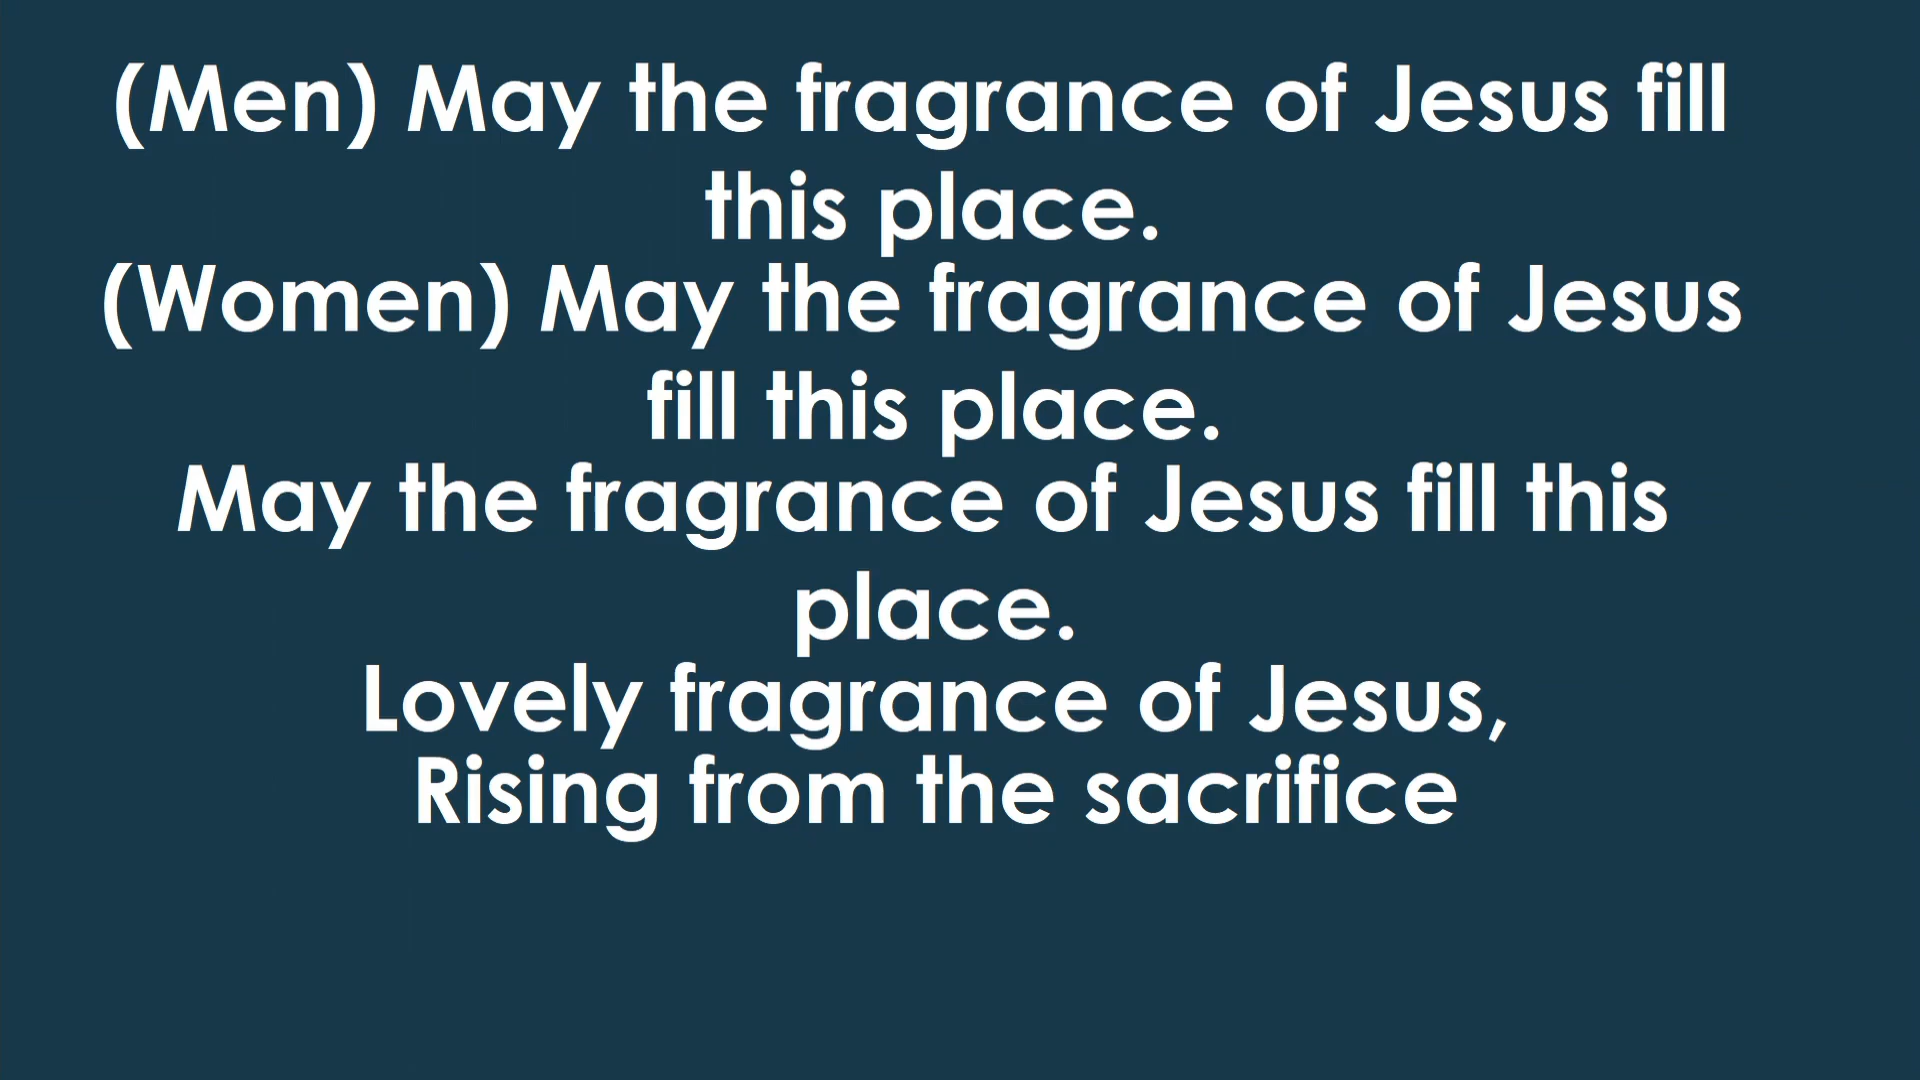 (Men) May the fragrance of Jesus fill
this place.
(Women) May the fragrance of Jesus
fill this place.
May the fragrance of Jesus fill this
place.
Lovely fragrance of Jesus,
Rising from the sacrifice